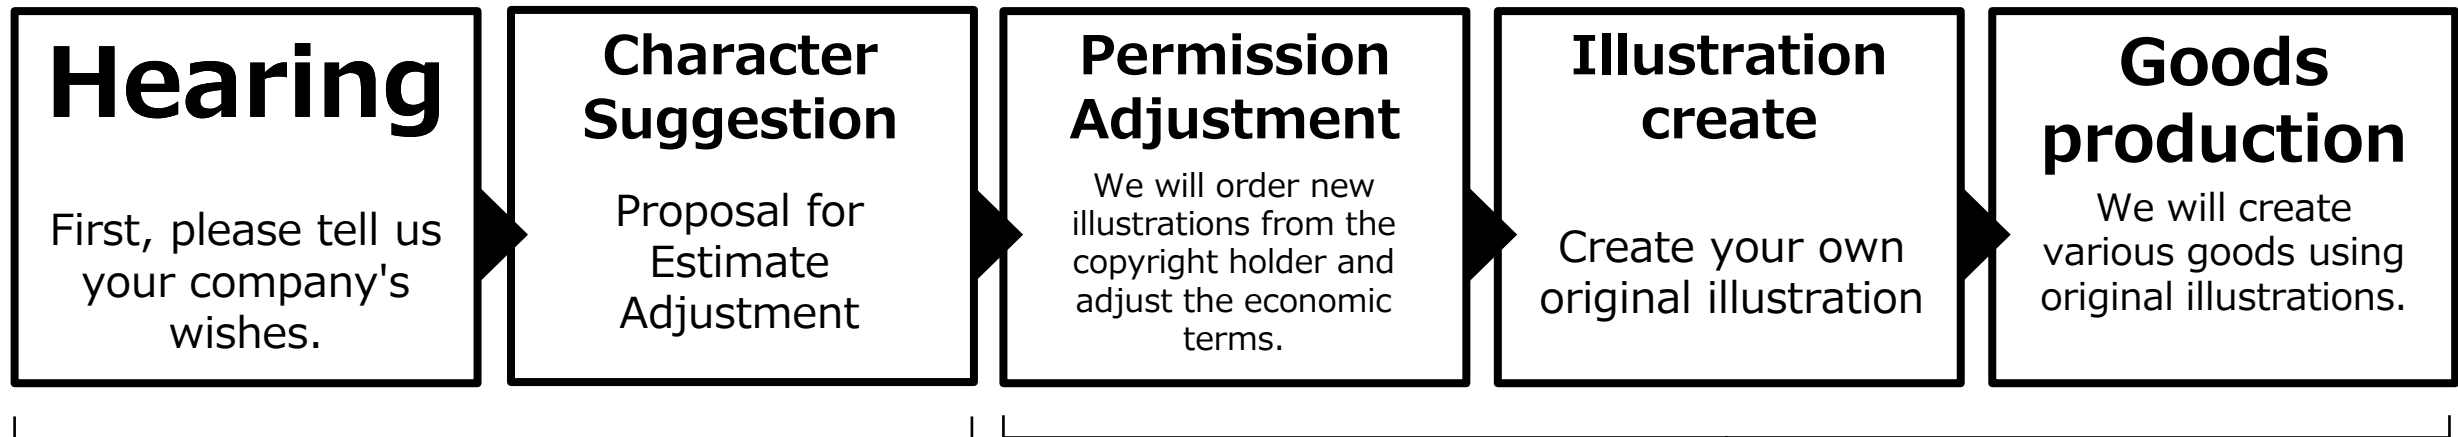 Hearing
First, please tell us
your company's
wishes.
Character
Suggestion
Proposal for
Estimate
Adjustment
Permission
Adjustment
We will order new
illustrations from the
copyright holder and
adjust the economic
terms.
Illustration
create
Create your own
original illustration
Goods
production
We will create
various goods using
original illustrations.